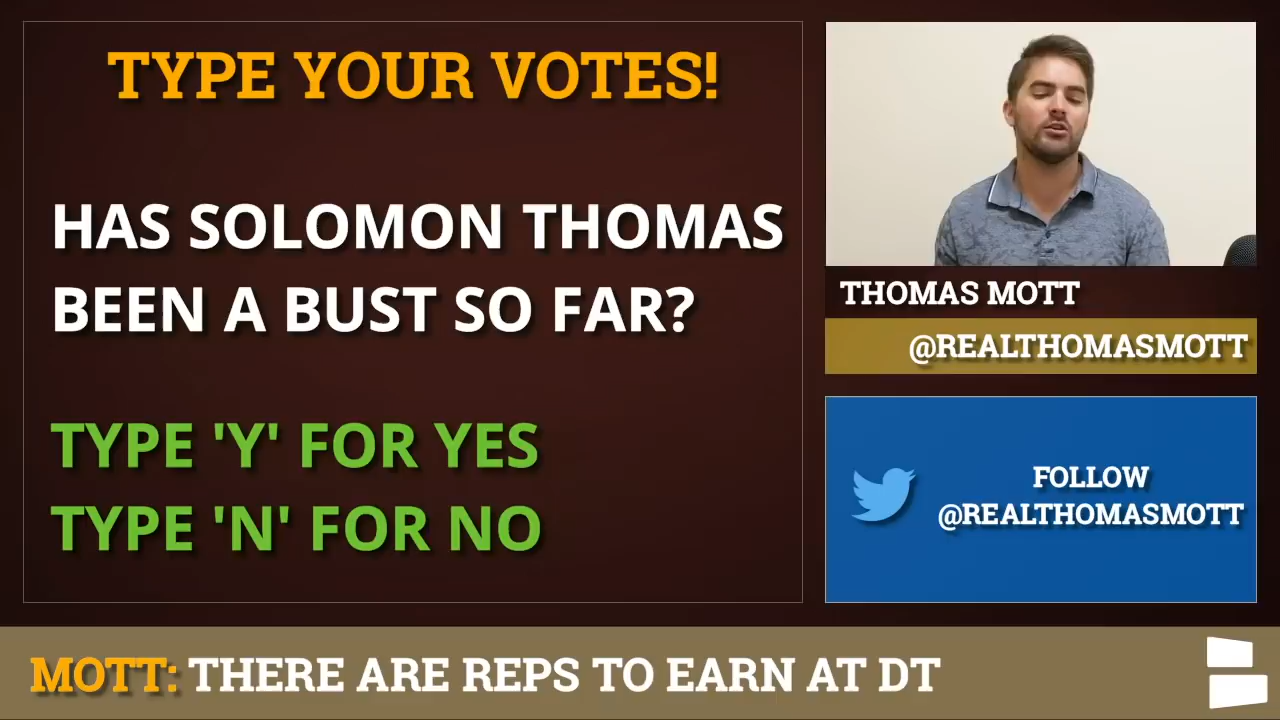 TYPE YOUR VOTES!
HAS SOLOMON THOMAS
BEEN A BUST SO FAR?
TYPE 'Y' FOR YES
TYPE 'N' FOR NO
THOMAS MOTT
@REALTHOMASMOTT
FOLLOW
@REALTHOMASMOTT
MOTT: THERE ARE REPS TO EARN AT DT